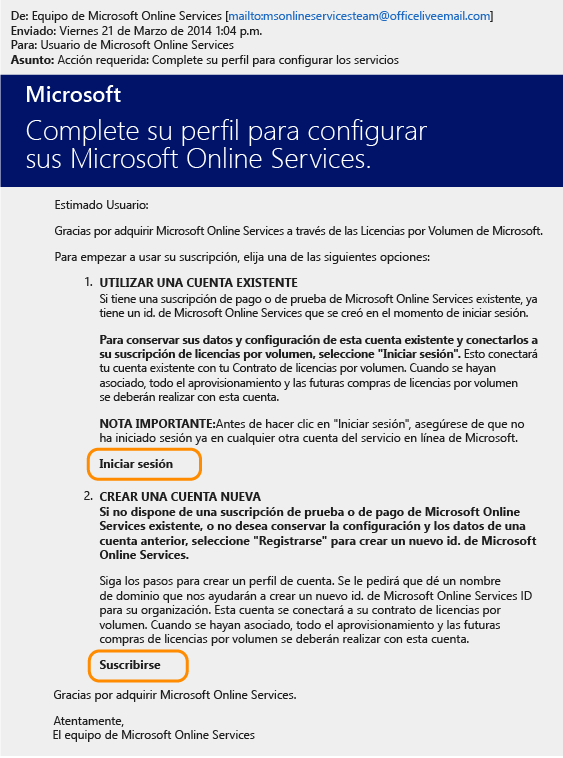 De: Equipo de Microsoft Online Services [mailto:msonlineservicesteam@officeliveemail.com]
Enviado: Viernes 21 de Marzo de 2014 1:04 p.m.
Para: Usuario de Microsoft Online Services
Asunto: Acción requerida: Complete su perfil para configurar los servicios
Microsoft
Complete su perfil para configurar
sus Microsoft Online Services.
Estimado Usuario:
Gracias por adquirir Microsoft Online Services a través de las Licencias por Volumen de Microsoft.
Para empezar a usar su suscripción, elija una de las siguientes opciones:
1. UTILIZAR UNA CUENTA EXISTENTE
Si tiene una suscripción de pago o de prueba de Microsoft Online Services existente, ya
tiene un id. de Microsoft Online Services que se creó en el momento de iniciar sesión.
Para conservar sus datos y configuración de esta cuenta existente y conectarlos a
su suscripción de licencias por volumen, seleccione "Iniciar sesión". Esto conectará
tu cuenta existente con tu Contrato de licencias por volumen. Cuando se hayan
asociado, todo el aprovisionamiento y las futuras compras de licencias por volumen
se deberán realizar con esta cuenta.
NOTA IMPORTANTE:Antes de hacer clic en "Iniciar sesión", asegúrese de que no
ha iniciado sesión ya en cualquier otra cuenta del servicio en línea de Microsoft.
Iniciar sesión
2. CREAR UNA CUENTA NUEVA
Si no dispone de una suscripción de prueba o de pago de Microsoft Online
Services existente, o no desea conservar la configuración y los datos de una
cuenta anterior, seleccione "Registrarse" para crear un nuevo id. de Microsoft
Online Services.
Siga los pasos para crear un perfil de cuenta. Se le pedirá que dé un nombre
de dominio que nos ayudarán a crear un nuevo id. de Microsoft Online Services ID
para su organización. Esta cuenta se conectará a su contrato de licencias por
volumen. Cuando se hayan asociado, todo el aprovisionamiento y las futuras
compras de licencias por volumen se deberán realizar con esta cuenta.
Suscribirse
Gracias por adquirir Microsoft Online Services.
Atentamente,
El equipo de Microsoft Online Services